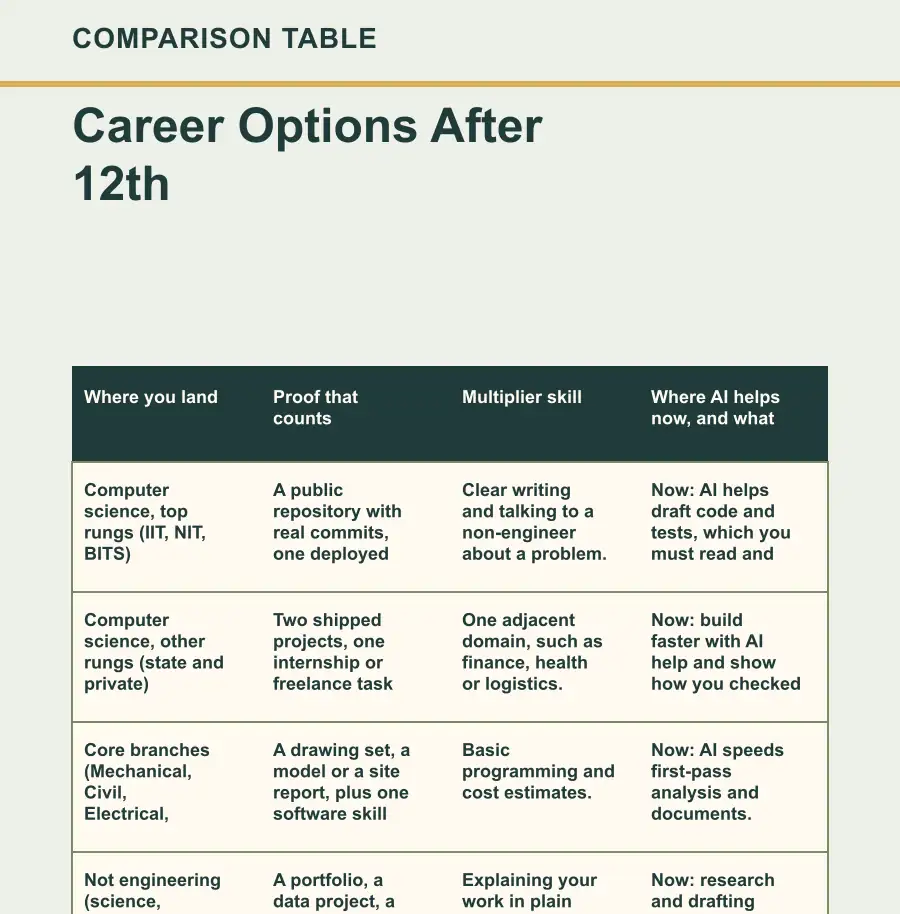 COMPARISON TABLE
Career Options After
12th
Where you land
Proof that
counts
Multiplier skill
Where AI helps
now, and what
Computer
science, top
rungs (IIT, NIT,
BITS)
A public
repository with
real commits,
one deployed
Clear writing
and talking to a
non-engineer
about a problem.
Now: AI helps
draft code and
tests, which you
must read and
Computer
science, other
rungs (state and
private)
Two shipped
projects, one
internship or
freelance task
One adjacent
domain, such as
finance, health
or logistics.
Now: build
faster with AI
help and show
how you checked
Core branches
(Mechanical,
Civil,
Electrical,
A drawing set, a
model or a site
report, plus one
software skill
Basic
programming and
cost estimates.
Now: AI speeds
first-pass
analysis and
documents.
Not engineering
(science,
A portfolio, a
data project, a
Explaining your
work in plain
Now: research
and drafting